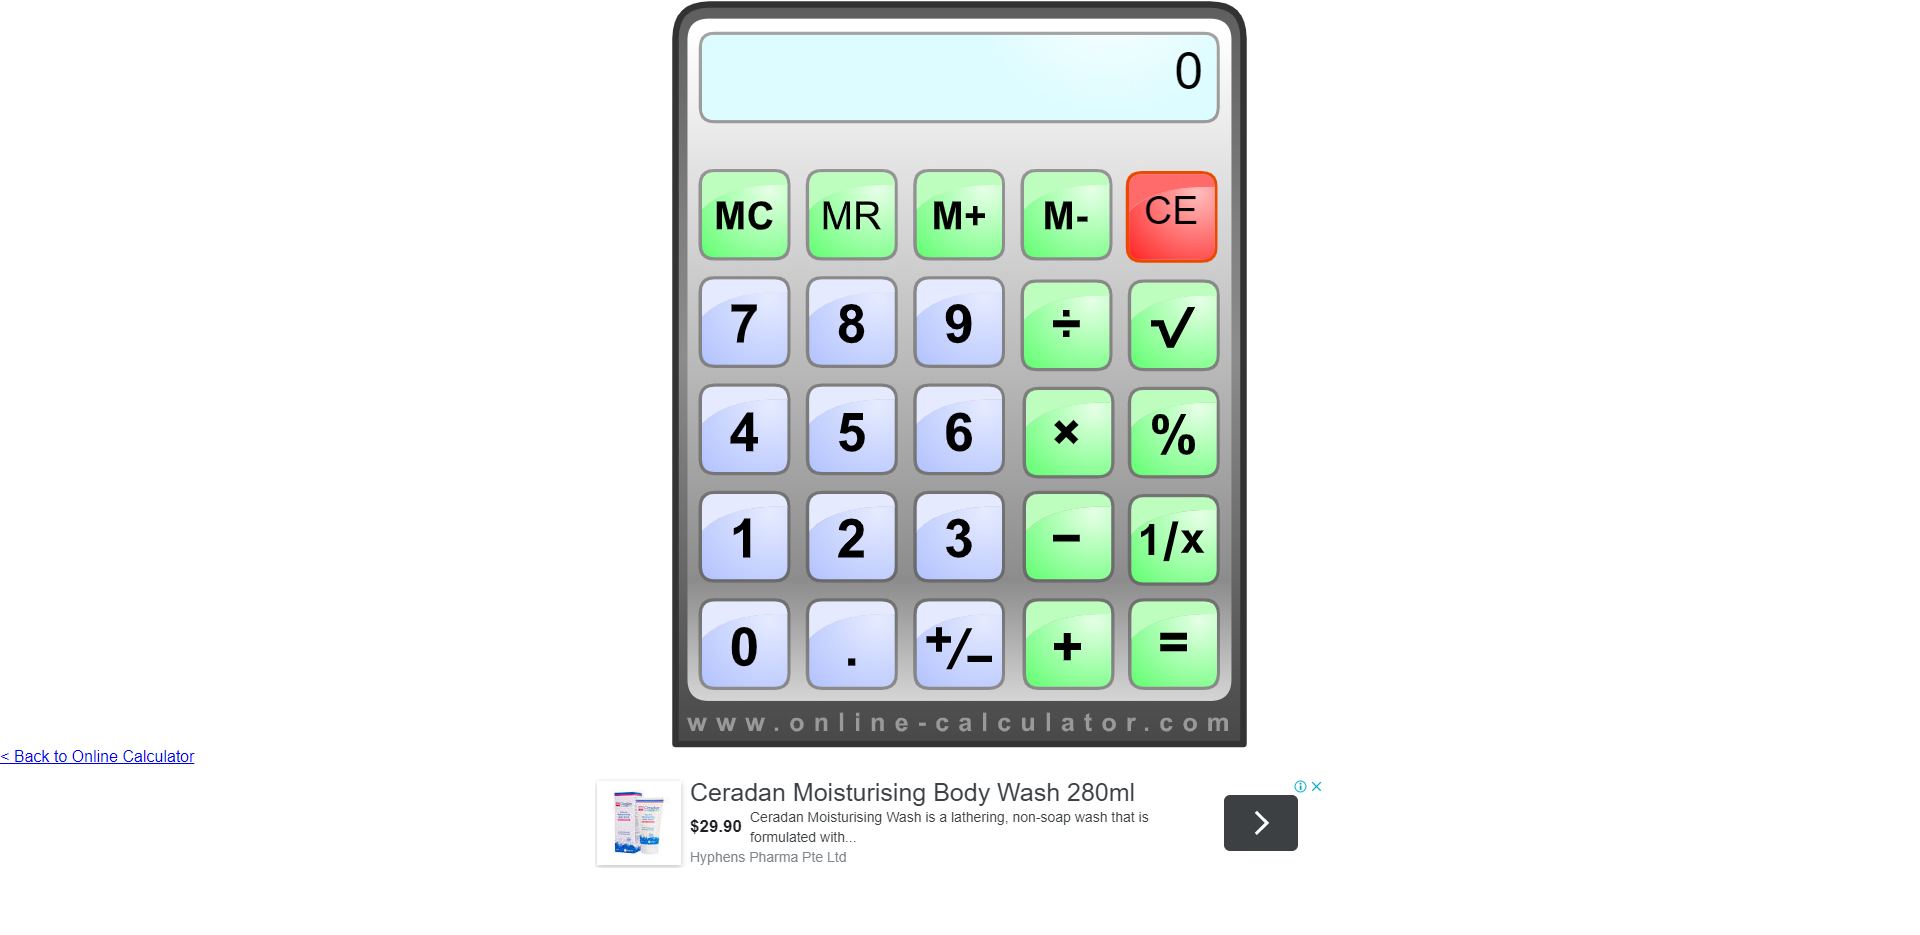 0
MC MR M+ M- CE
7 8 9 ÷ √
4 5 6 × %
1 2 3 − 1/x
0 . +/− + =
www.online-calculator.com
< Back to Online Calculator
Ceradan Moisturising Body Wash 280ml
$29.90 Ceradan Moisturising Wash is a lathering, non-soap wash that is
formulated with...
Hyphens Pharma Pte Ltd